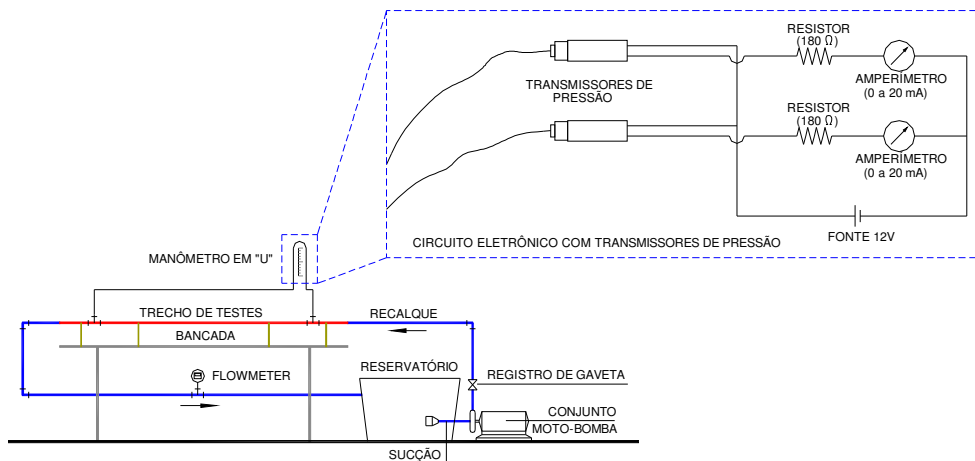 RESISTOR
(180 Ω)
AMPERÍMETRO
(0 a 20 mA)
TRANSMISSORES DE
PRESSÃO
RESISTOR
(180 Ω)
AMPERÍMETRO
(0 a 20 mA)
FONTE 12V
CIRCUITO ELETRÔNICO COM TRANSMISSORES DE PRESSÃO
MANÔMETRO EM "U"
TRECHO DE TESTES
RECALQUE
BANCADA
RESERVATÓRIO
FLOWMETER
REGISTRO DE GAVETA
CONJUNTO
MOTO-BOMBA
SUCÇÃO